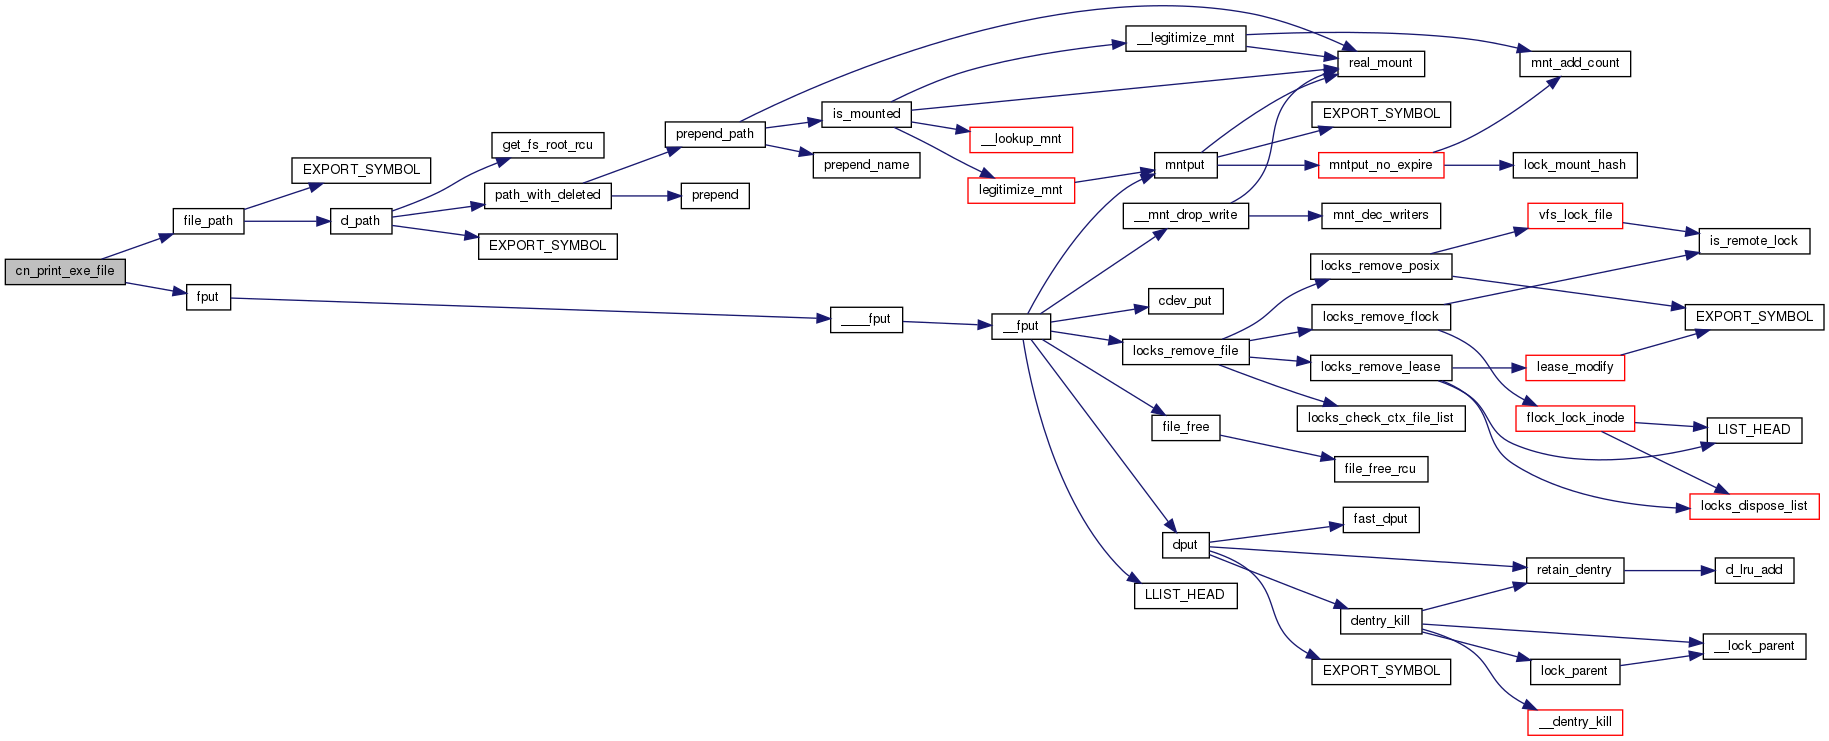 cn_print_exe_file
file_path
fput
EXPORT_SYMBOL
d_path
get_fs_root_rcu
path_with_deleted
EXPORT_SYMBOL
prepend_path
prepend
is_mounted
prepend_name
____fput
__legitimize_mnt
__lookup_mnt
legitimize_mnt
__fput
real_mount
mnt_add_count
mntput
EXPORT_SYMBOL
mntput_no_expire
lock_mount_hash
__mnt_drop_write
mnt_dec_writers
cdev_put
locks_remove_file
locks_remove_posix
vfs_lock_file
is_remote_lock
locks_remove_flock
EXPORT_SYMBOL
locks_remove_lease
lease_modify
locks_check_ctx_file_list
flock_lock_inode
LIST_HEAD
file_free
file_free_rcu
locks_dispose_list
dput
fast_dput
retain_dentry
d_lru_add
LLIST_HEAD
dentry_kill
__lock_parent
lock_parent
EXPORT_SYMBOL
__dentry_kill